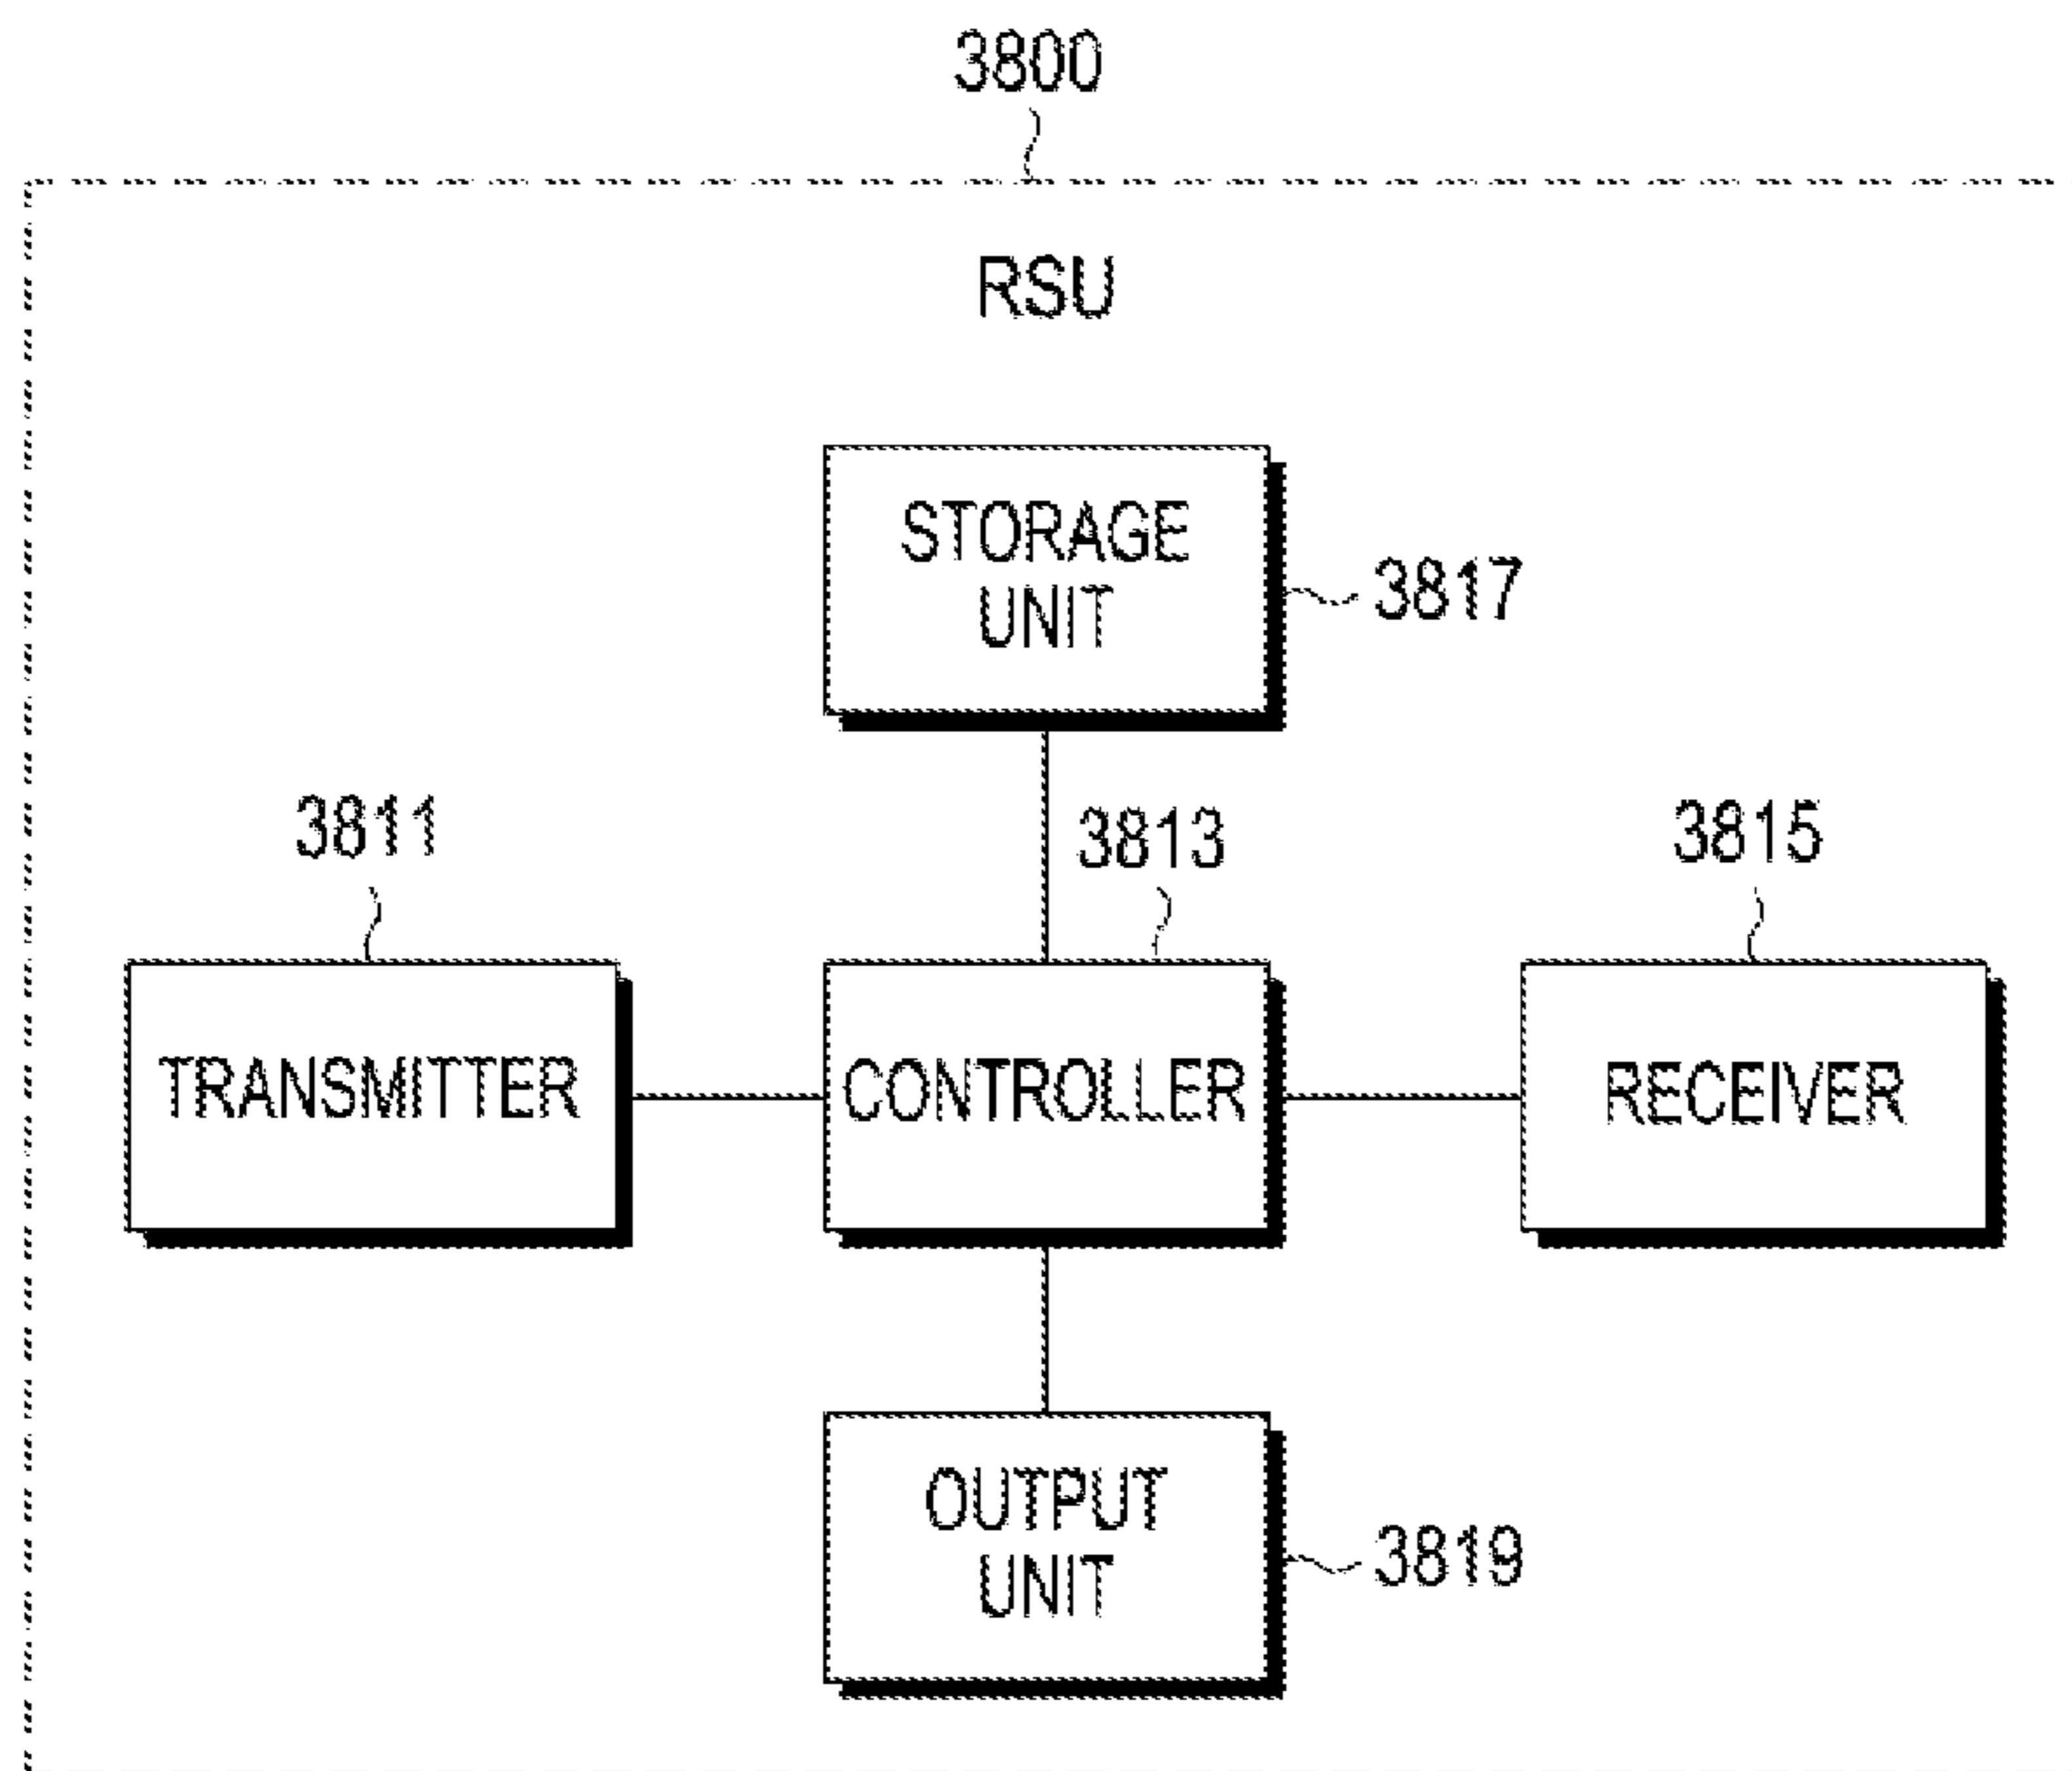 3800
RSU
STORAGE
UNIT
3817
3811
3813
3815
TRANSMITTER
CONTROLLER
RECEIVER
OUTPUT
UNIT
3819